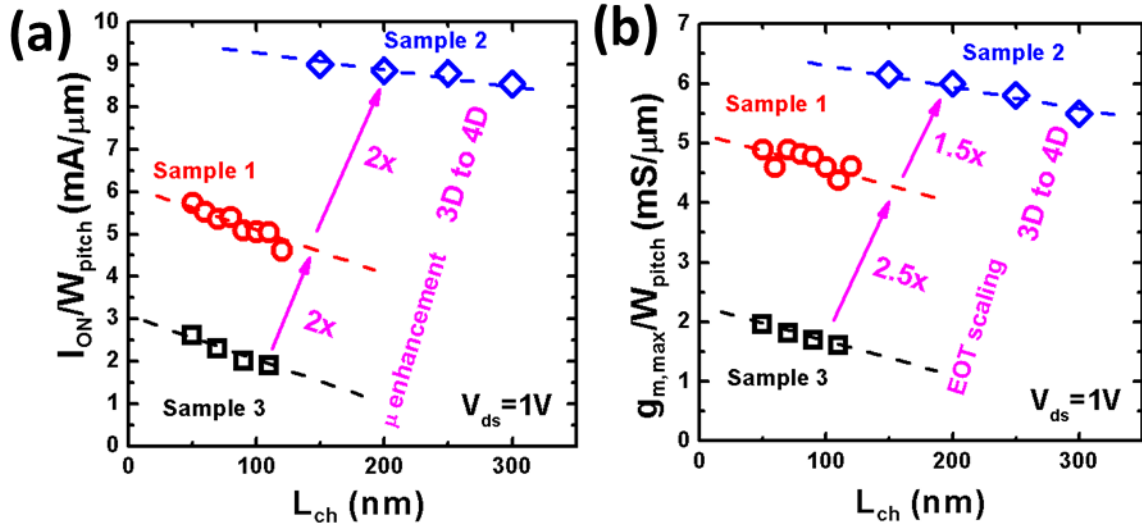 (a)
I_ON/W_pitch (mA/μm)
10
9
8
7
6
5
4
3
2
1
0
Sample 2
Sample 1
Sample 3
2x
2x
μ enhancement
3D to 4D
V_ds=1V
0
100
200
300
L_ch (nm)
(b)
g_m,max/W_pitch (mS/μm)
7
6
5
4
3
2
1
0
Sample 2
Sample 1
Sample 3
1.5x
2.5x
EOT scaling
3D to 4D
V_ds=1V
0
100
200
300
L_ch (nm)